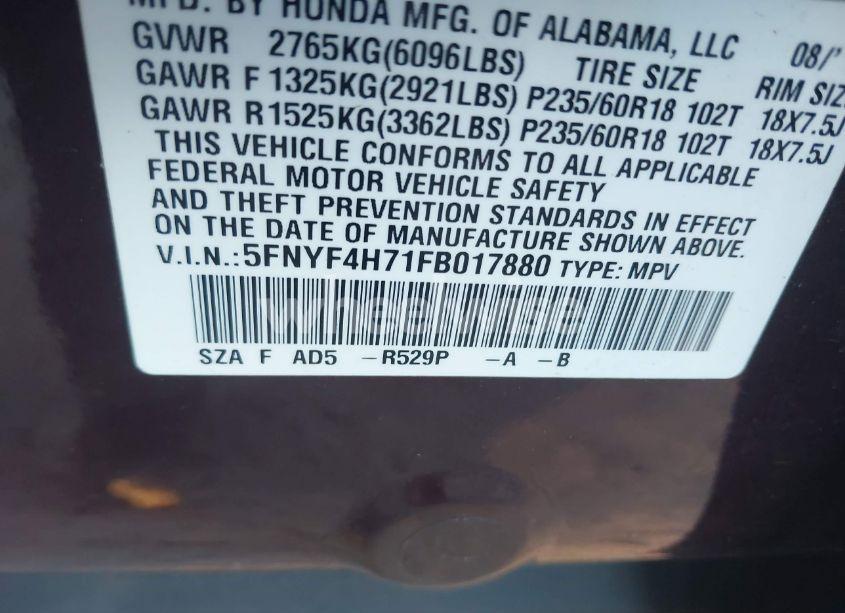 MFD. BY HONDA MFG. OF ALABAMA, LLC 08/
GVWR 2765KG(6096LBS) TIRE SIZE RIM SIZ
GAWR F 1325KG(2921LBS) P235/60R18 102T 18X7.5J
GAWR R 1525KG(3362LBS) P235/60R18 102T 18X7.5J
THIS VEHICLE CONFORMS TO ALL APPLICABLE
FEDERAL MOTOR VEHICLE SAFETY
AND THEFT PREVENTION STANDARDS IN EFFECT
ON THE DATE OF MANUFACTURE SHOWN ABOVE.
V.I.N.:5FNYF4H71FB017880 TYPE: MPV
wheelwise
SZA F AD5 -R529P -A -B